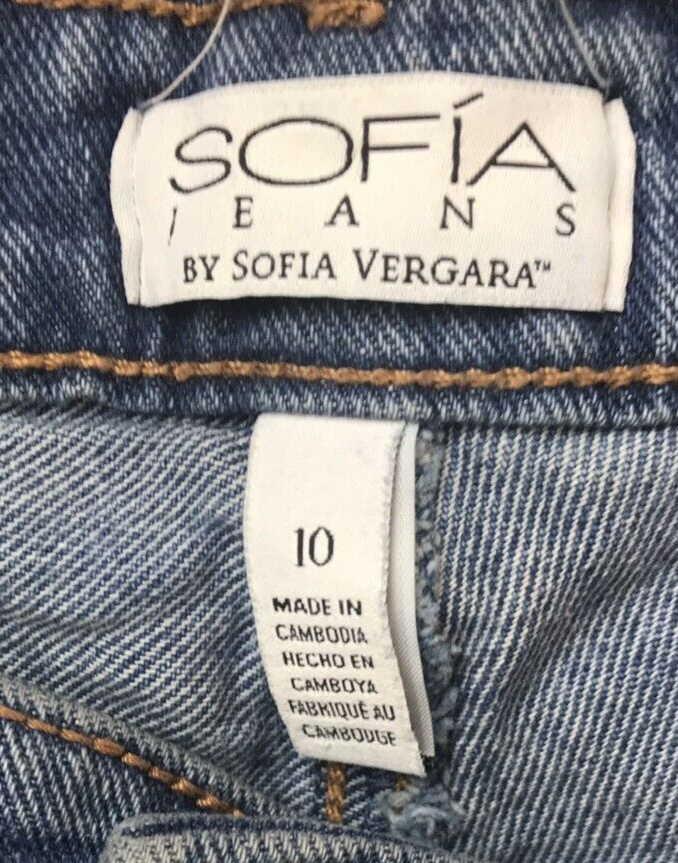 SOFÍA
JEANS
BY SOFIA VERGARA™
10
MADE IN
CAMBODIA
HECHO EN
CAMBOYA
FABRIQUÉ AU
CAMBODGE